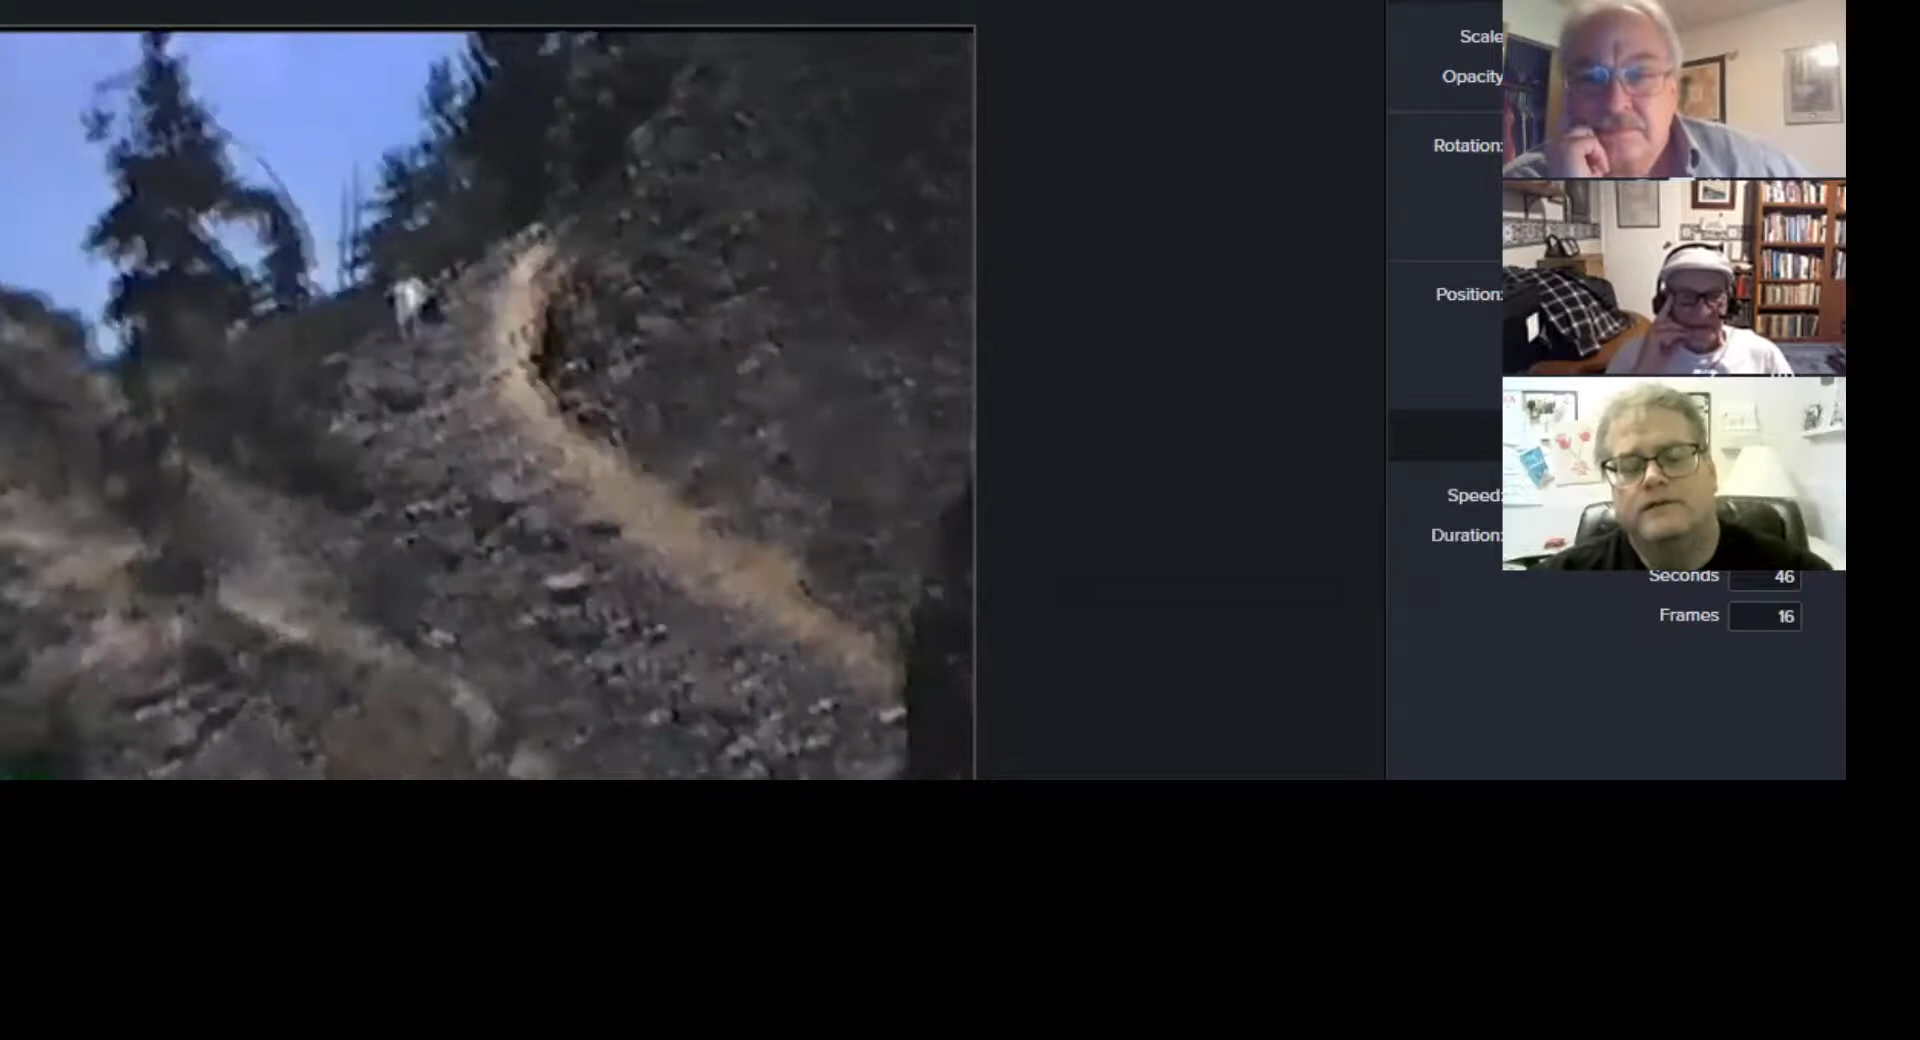 Scale
Opacity
Rotation:
Position:
Speed:
Duration:
Seconds 46
Frames 16